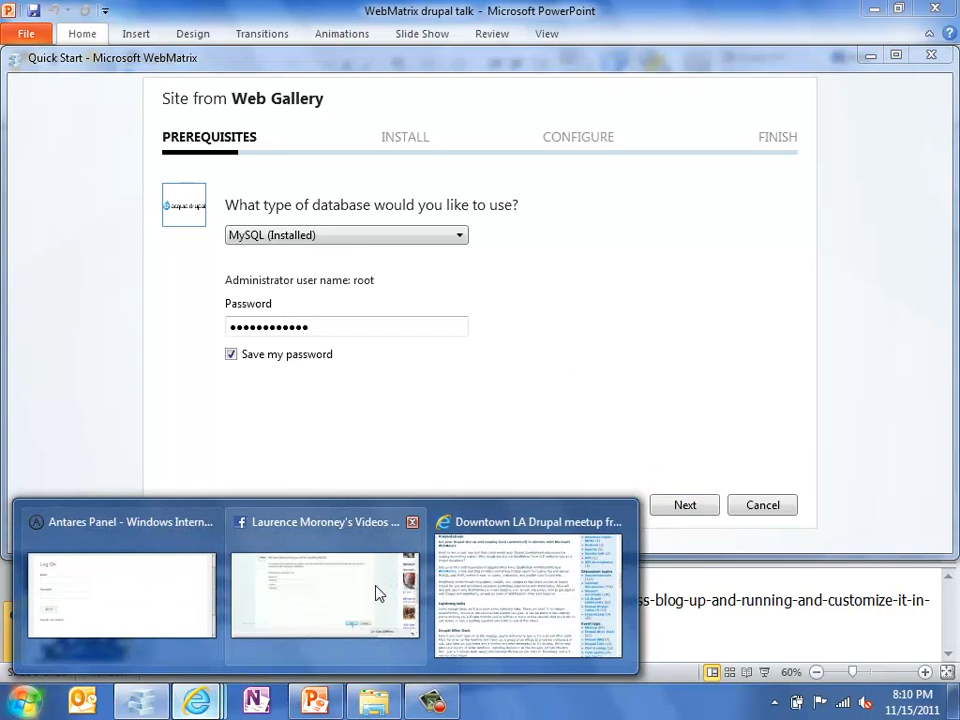 WebMatrix drupal talk - Microsoft PowerPoint
File Home Insert Design Transitions Animations Slide Show Review View
Quick Start - Microsoft WebMatrix
Site from Web Gallery
PREREQUISITES INSTALL CONFIGURE FINISH
What type of database would you like to use?
MySQL (Installed)
Administrator user name: root
Password
••••••••••••
Save my password
Next Cancel
Antares Panel - Windows Intern...
Laurence Moroney's Videos ...
Downtown LA Drupal meetup fr...
Log On
ss-blog-up-and-running-and-customize-it-in-
60%
8:10 PM
11/15/2011